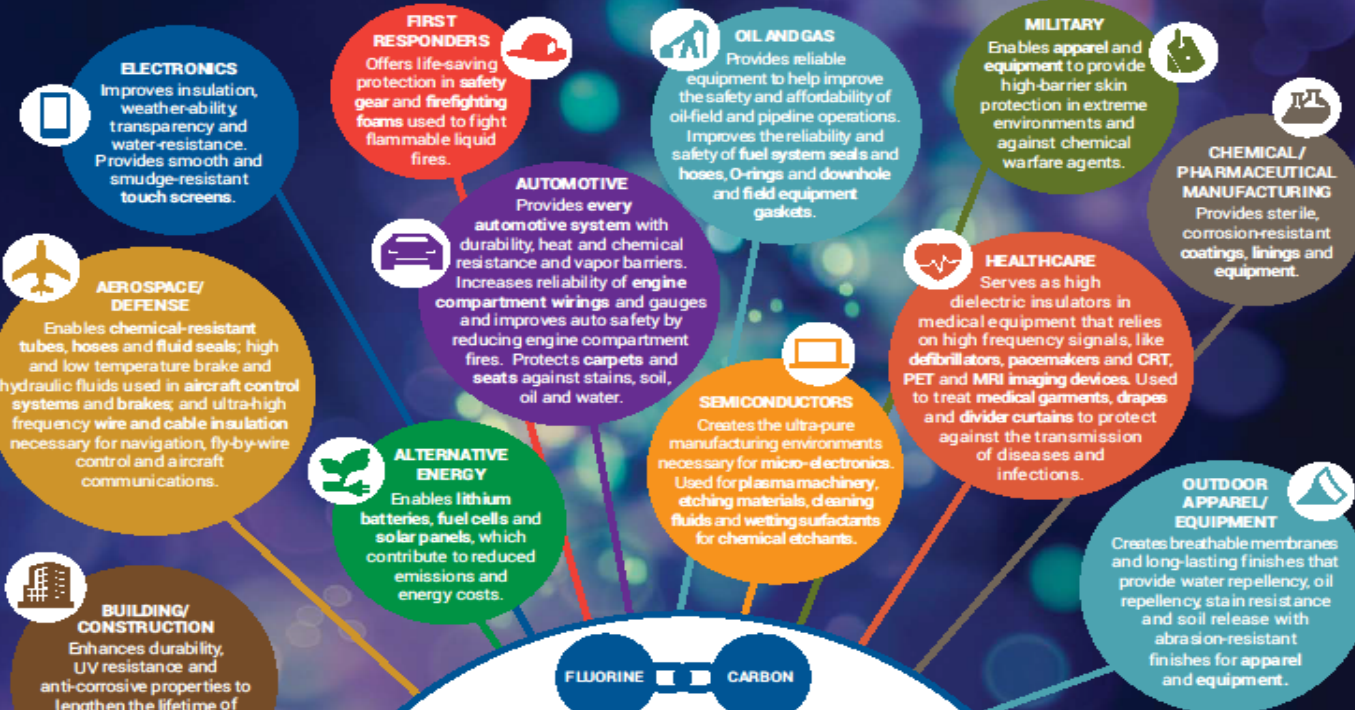 ELECTRONICS
Improves insulation,
weather-ability,
transparency and
water-resistance.
Provides smooth and
smudge-resistant
touch screens.
FIRST
RESPONDERS
Offers life-saving
protection in safety
gear and firefighting
foams used to fight
flammable liquid
fires.
OIL AND GAS
Provides reliable
equipment to help improve
the safety and affordability of
oil-field and pipeline operations.
Improves the reliability and
safety of fuel system seals and
hoses, O-rings and downhole
and field equipment
gaskets.
MILITARY
Enables apparel and
equipment to provide
high-barrier skin
protection in extreme
environments and
against chemical
warfare agents.
CHEMICAL/
PHARMACEUTICAL
MANUFACTURING
Provides sterile,
corrosion-resistant
coatings, linings and
equipment.
AUTOMOTIVE
Provides every
automotive system with
durability, heat and chemical
resistance and vapor barriers.
Increases reliability of engine
compartment wirings and gauges
and improves auto safety by
reducing engine compartment
fires. Protects carpets and
seats against stains, soil,
oil and water.
AEROSPACE/
DEFENSE
Enables chemical-resistant
tubes, hoses and fluid seals; high
and low temperature brake and
hydraulic fluids used in aircraft control
systems and brakes; and ultra-high
frequency wire and cable insulation
necessary for navigation, fly-by-wire
control and aircraft
communications.
HEALTHCARE
Serves as high
dielectric insulators in
medical equipment that relies
on high frequency signals, like
defibrillators, pacemakers and CRT,
PET and MRI imaging devices. Used
to treat medical garments, drapes
and divider curtains to protect
against the transmission
of diseases and
infections.
SEMICONDUCTORS
Creates the ultra-pure
manufacturing environments
necessary for micro-electronics.
Used for plasma machinery,
etching materials, cleaning
fluids and wetting surfactants
for chemical etchants.
ALTERNATIVE
ENERGY
Enables lithium
batteries, fuel cells and
solar panels, which
contribute to reduced
emissions and
energy costs.
OUTDOOR
APPAREL/
EQUIPMENT
Creates breathable membranes
and long-lasting finishes that
provide water repellency, oil
repellency, stain resistance
and soil release with
abrasion-resistant
finishes for apparel
and equipment.
BUILDING/
CONSTRUCTION
Enhances durability,
UV resistance and
anti-corrosive properties to
lengthen the lifetime of
FLUORINE
CARBON